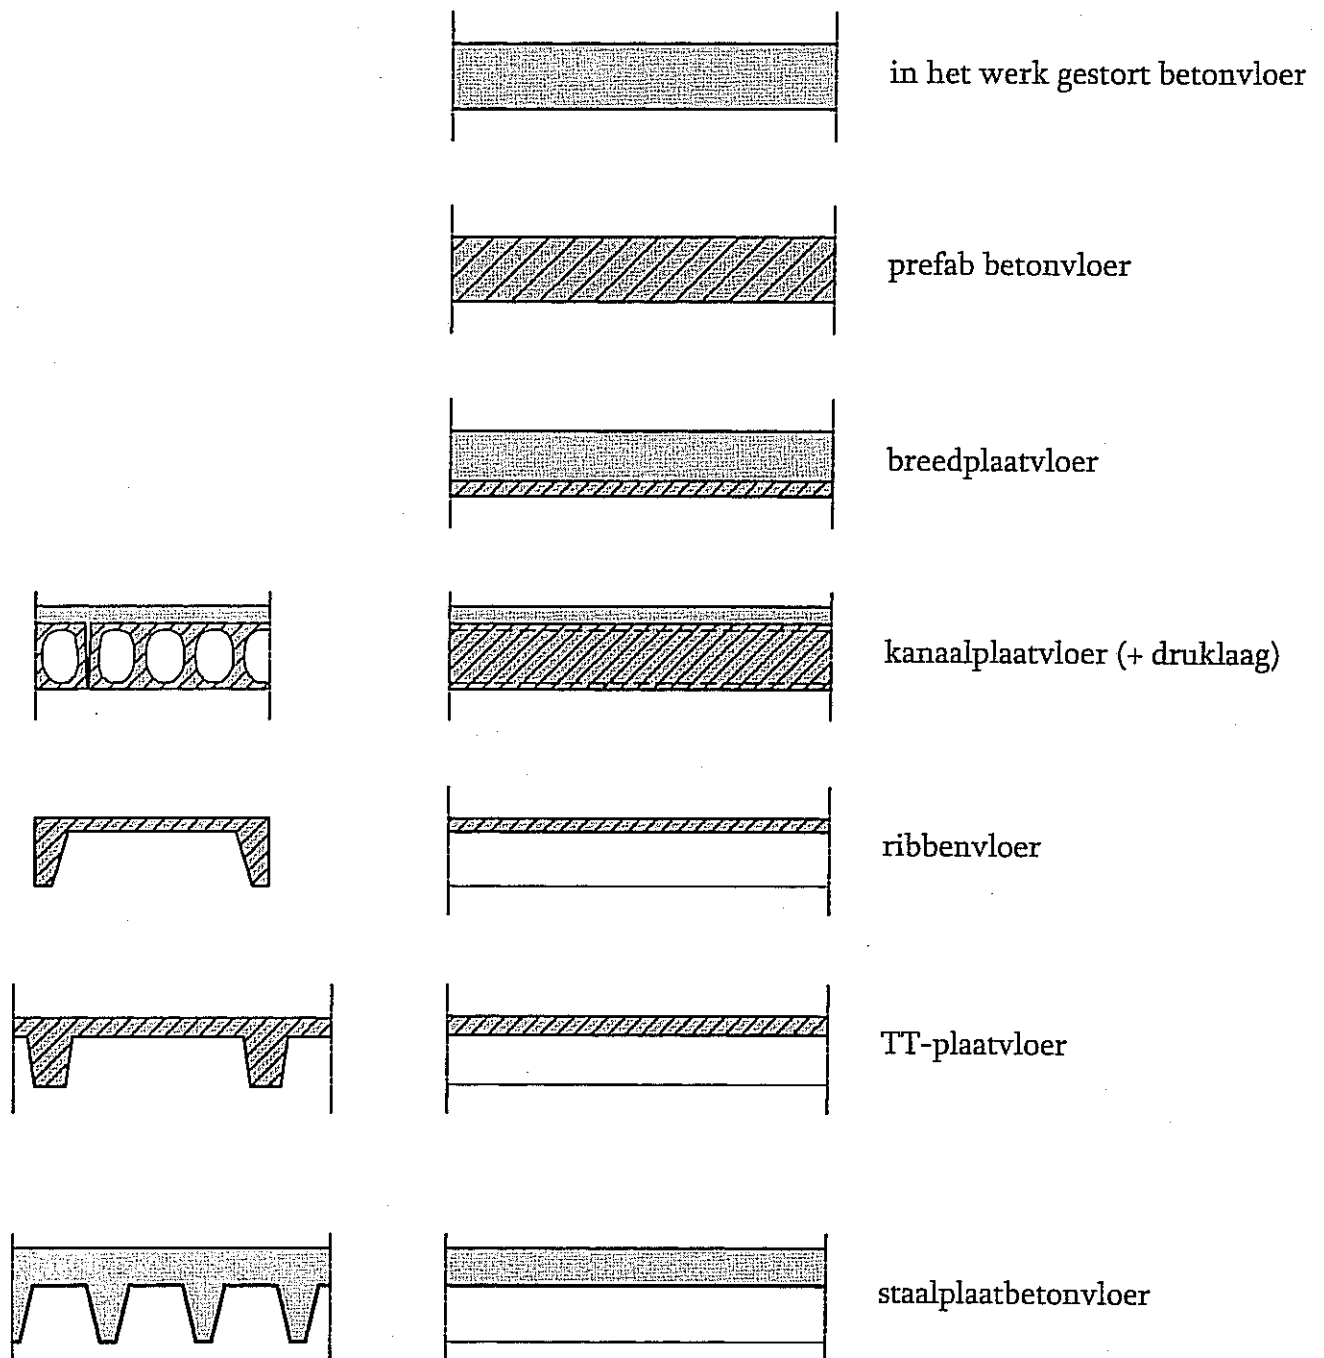 in het werk gestort betonvloer
prefab betonvloer
breedplaatvloer
kanaalplaatvloer (+ druklaag)
ribbenvloer
TT-plaatvloer
staalplaatbetonvloer